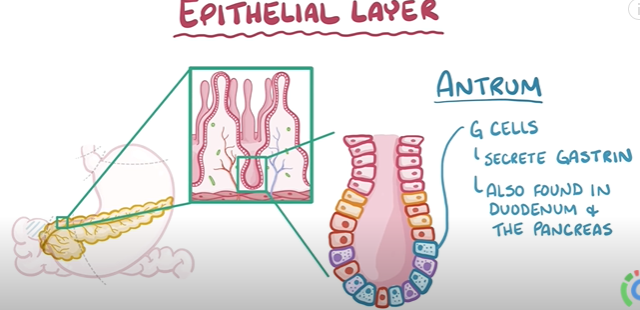 EPITHELIAL LAYER
ANTRUM
G CELLS
SECRETE GASTRIN
ALSO FOUND IN
DUODENUM &
THE PANCREAS